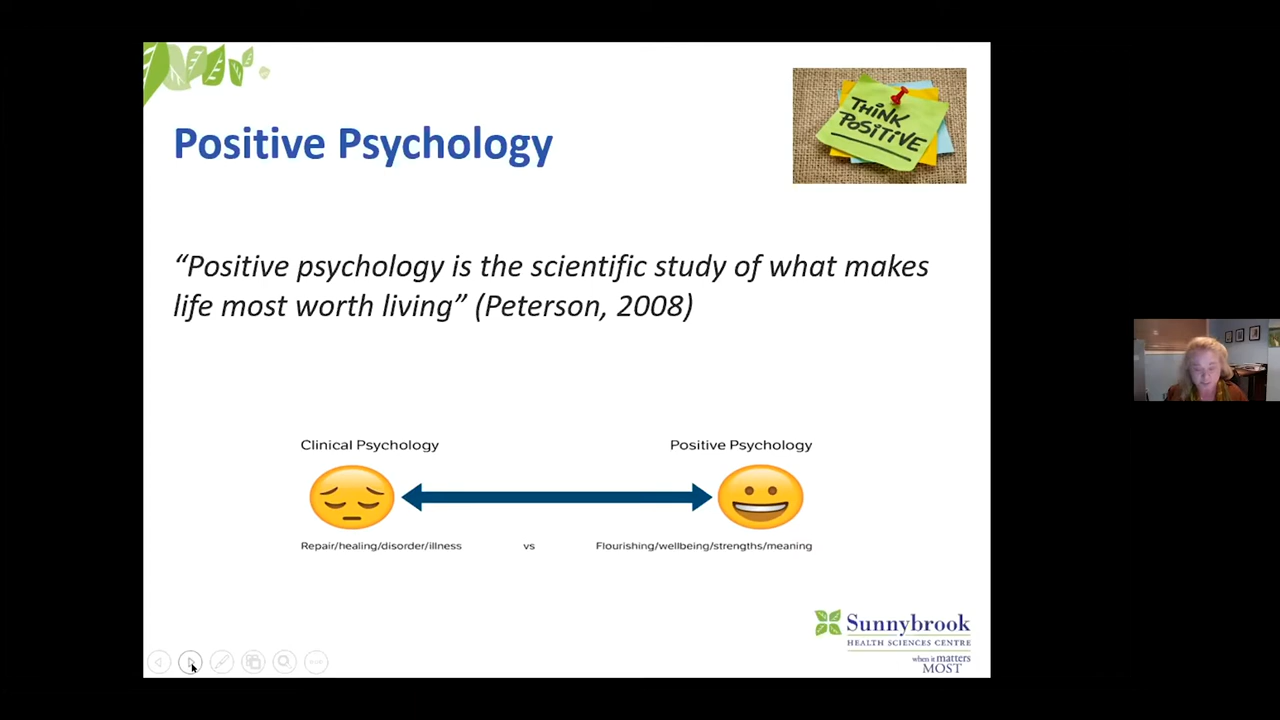 THINK
POSITIVE
Positive Psychology
“Positive psychology is the scientific study of what makes
life most worth living” (Peterson, 2008)
Clinical Psychology
Positive Psychology
Repair/healing/disorder/illness vs Flourishing/wellbeing/strengths/meaning
Sunnybrook
HEALTH SCIENCES CENTRE
when it matters
MOST